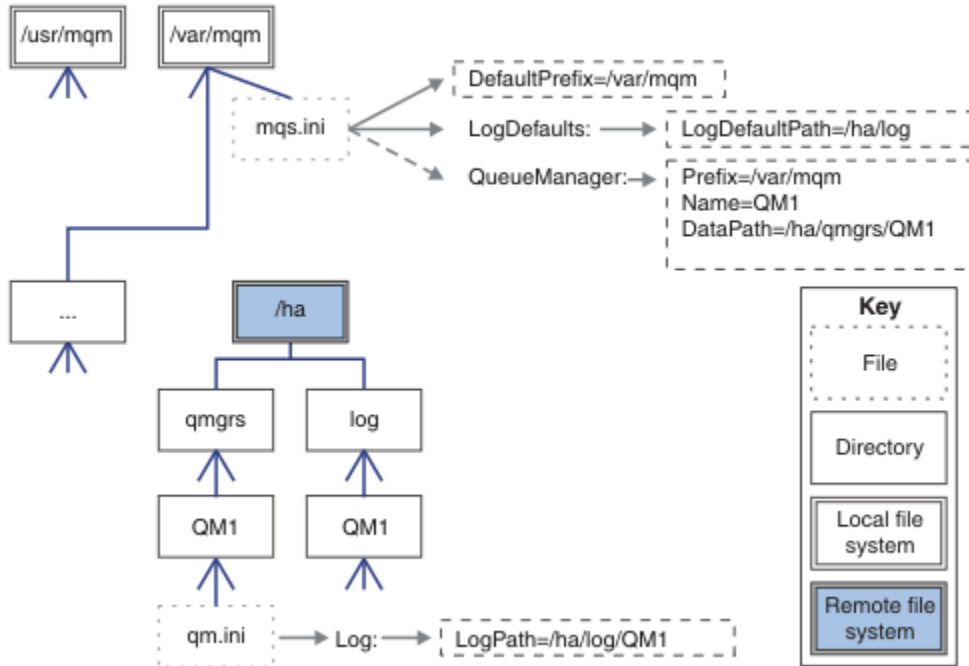 /usr/mqm
/var/mqm
mqs.ini
DefaultPrefix=/var/mqm
LogDefaults:
LogDefaultPath=/ha/log
QueueManager:
Prefix=/var/mqm
Name=QM1
DataPath=/ha/qmgrs/QM1
...
/ha
qmgrs
log
QM1
QM1
qm.ini
Log:
LogPath=/ha/log/QM1
Key
File
Directory
Local file
system
Remote file
system